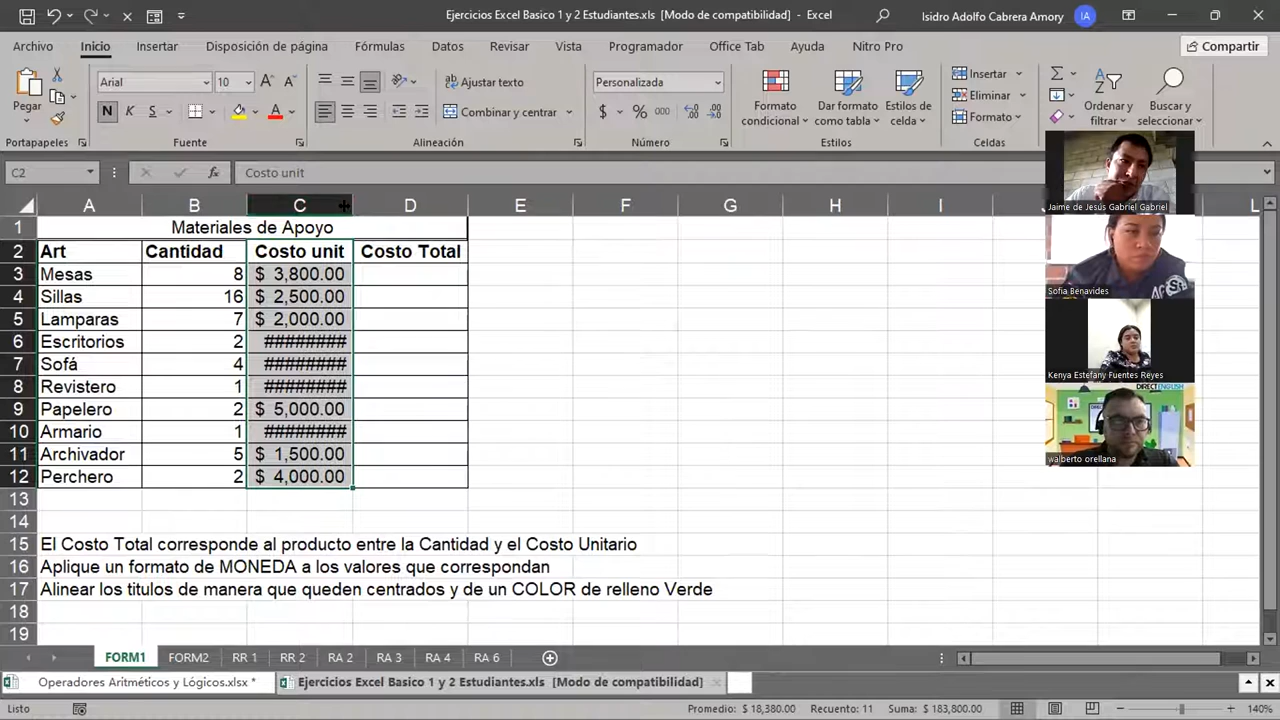 Ejercicios Excel Basico 1 y 2 Estudiantes.xls [Modo de compatibilidad] - Excel
Isidro Adolfo Cabrera Amory
IA
Archivo Inicio Insertar Disposición de página Fórmulas Datos Revisar Vista Programador Office Tab Ayuda Nitro Pro
Compartir
Pegar
Arial 10
N K S
Ajustar texto
Combinar y centrar
Personalizada
$ % 000
Formato condicional
Dar formato como tabla
Estilos de celda
Insertar
Eliminar
Formato
Ordenar y filtrar
Buscar y seleccionar
Portapapeles Fuente Alineación Número Estilos Celdas
C2 fx Costo unit
A B C D E F G H I J L
1 Materiales de Apoyo
2 Art Cantidad Costo unit Costo Total
3 Mesas 8 $ 3,800.00
4 Sillas 16 $ 2,500.00
5 Lamparas 7 $ 2,000.00
6 Escritorios 2 ########
7 Sofá 4 ########
8 Revistero 1 ########
9 Papelero 2 $ 5,000.00
10 Armario 1 ########
11 Archivador 5 $ 1,500.00
12 Perchero 2 $ 4,000.00
13
14
15 El Costo Total corresponde al producto entre la Cantidad y el Costo Unitario
16 Aplique un formato de MONEDA a los valores que correspondan
17 Alinear los titulos de manera que queden centrados y de un COLOR de relleno Verde
18
19
Jaime de Jesús Gabriel Gabriel
Sofia Benavides
Kenya Estefany Fuentes Reyes
DIRECT ENGLISH
walberto orellana
FORM1 FORM2 RR 1 RR 2 RA 2 RA 3 RA 4 RA 6
Operadores Aritméticos y Lógicos.xlsx *
Ejercicios Excel Basico 1 y 2 Estudiantes.xls [Modo de compatibilidad]
Listo
Promedio: $ 18,380.00 Recuento: 11 Suma: $ 183,800.00
140%